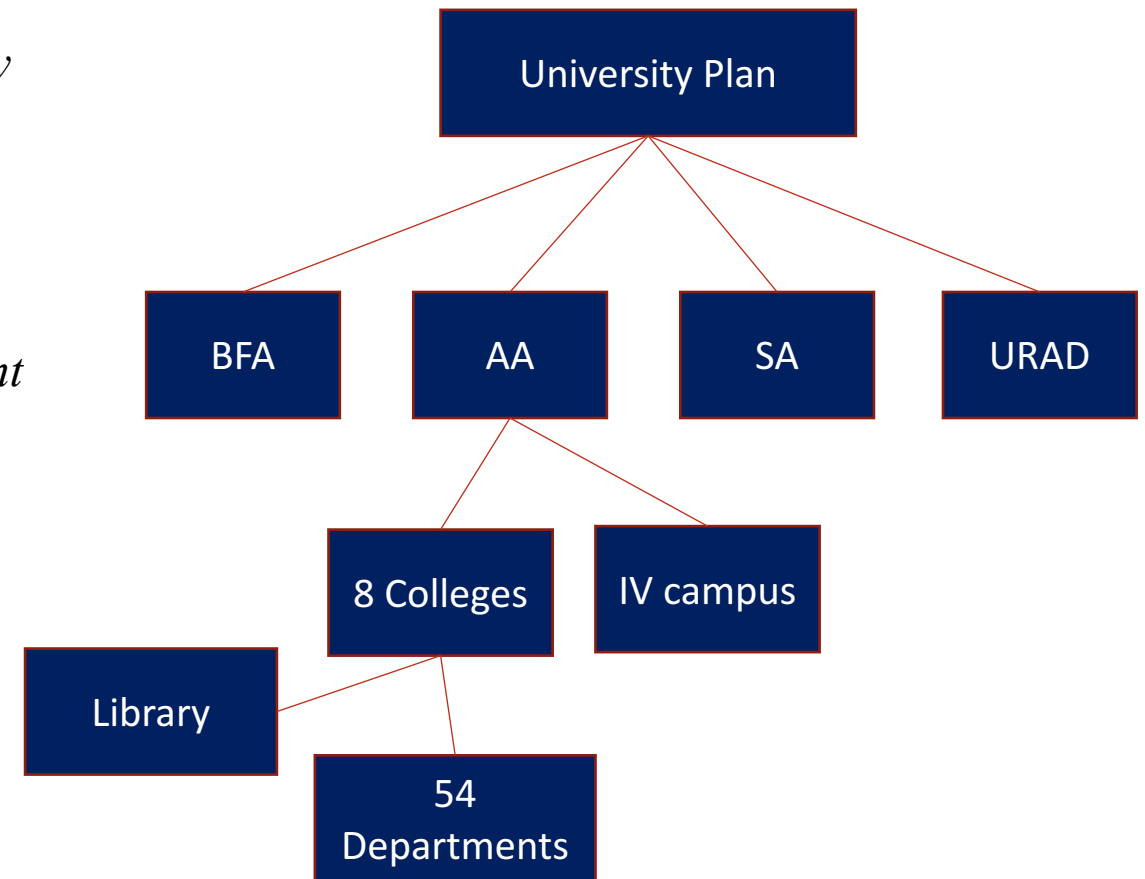 University Plan
BFA
AA
SA
URAD
8 Colleges
IV campus
Library
54
Departments